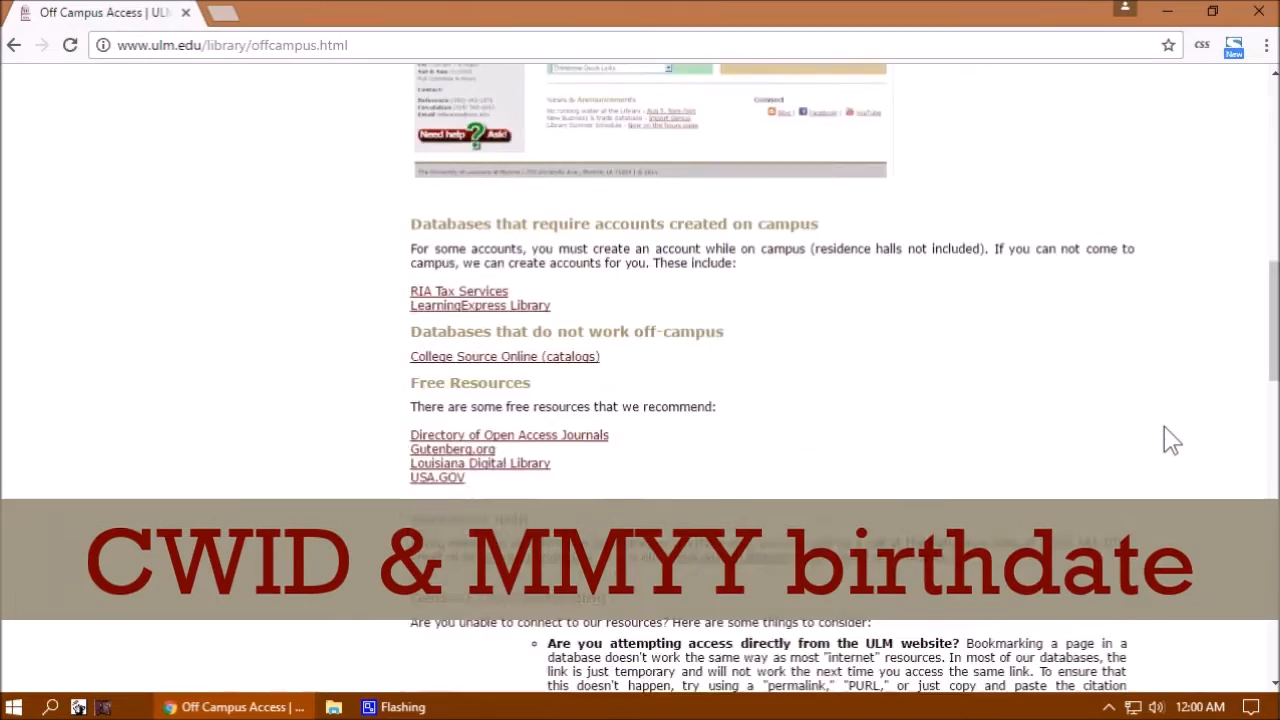 Off Campus Access | ULM
www.ulm.edu/library/offcampus.html
CSS
New
Contact:
Need help ? Ask!
News & Announcements
Connect
Databases that require accounts created on campus
For some accounts, you must create an account while on campus (residence halls not included). If you can not come to
campus, we can create accounts for you. These include:
RIA Tax Services
LearningExpress Library
Databases that do not work off-campus
College Source Online (catalogs)
Free Resources
There are some free resources that we recommend:
Directory of Open Access Journals
Gutenberg.org
Louisiana Digital Library
USA.GOV
CWID & MMYY birthdate
Are you unable to connect to our resources? Here are some things to consider:
Are you attempting access directly from the ULM website? Bookmarking a page in a
database doesn't work the same way as most "internet" resources. In most of our databases, the
link is just temporary and will not work the next time you access the same link. To ensure that
this doesn't happen, try using a "permalink," "PURL," or just copy and paste the citation
Off Campus Access | ...
Flashing
12:00 AM